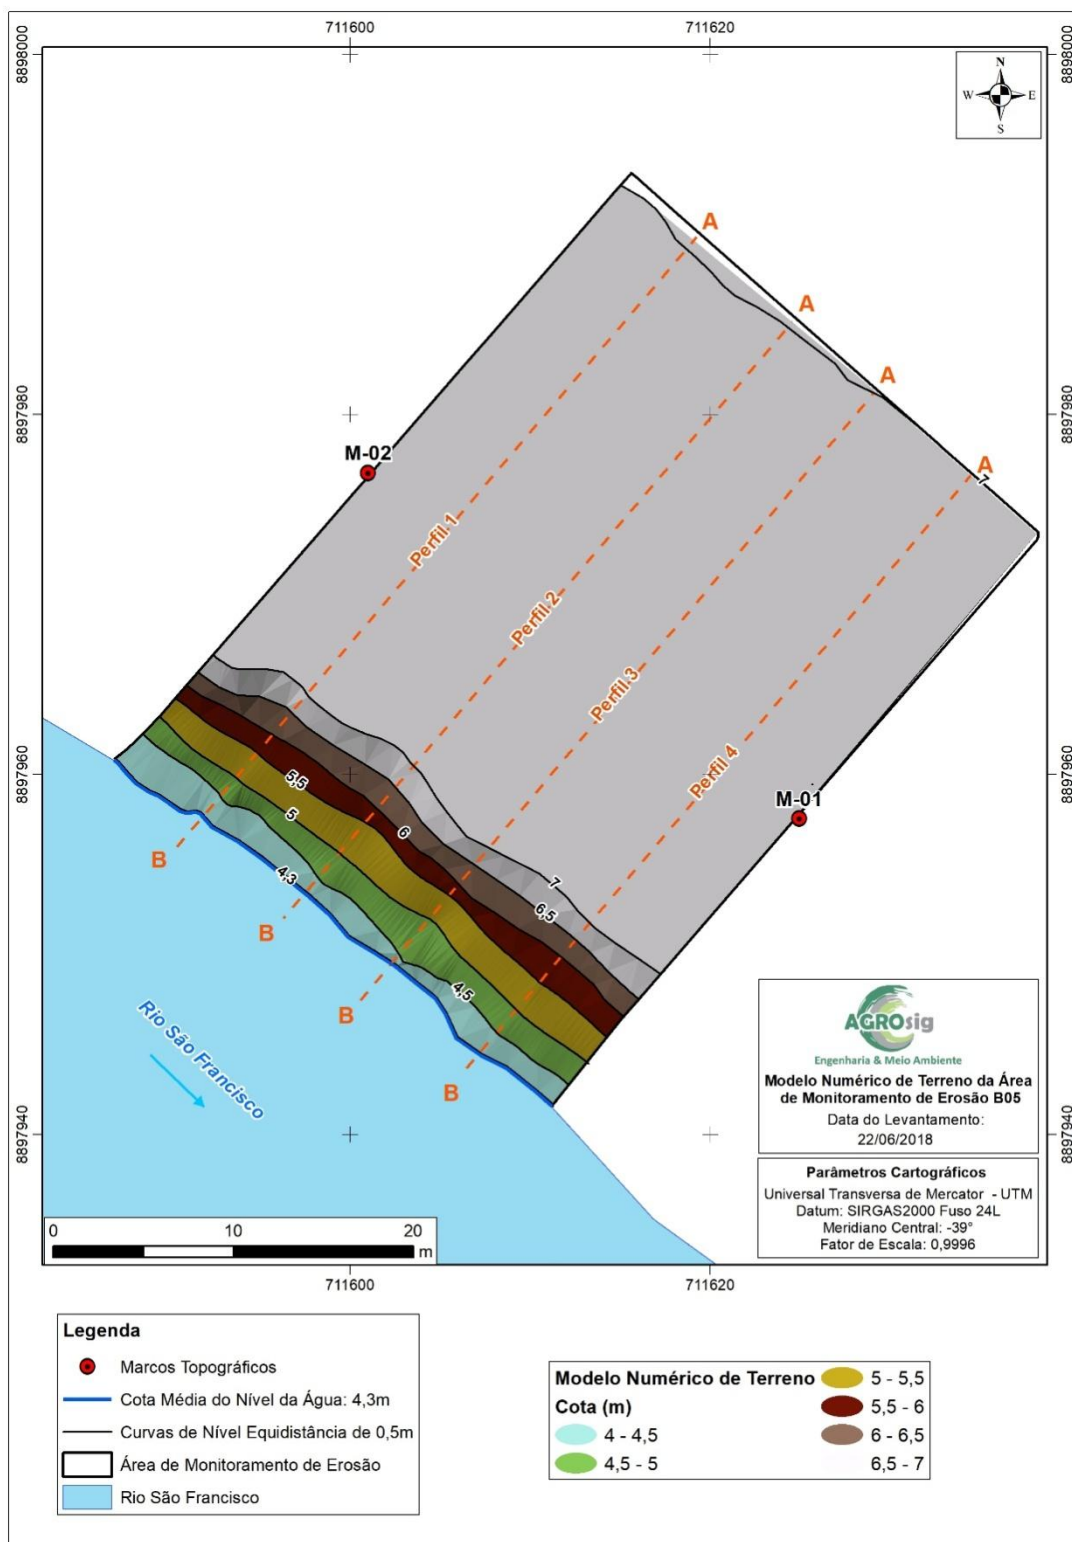 711600
711620
8898000
8898000
N
W
E
S
A
A
A
A
7
8897980
8897980
M-02
Perfil 1
Perfil 2
Perfil 3
Perfil 4
8897960
8897960
M-01
5,5
5
6
4,3
7
6,5
4,5
B
B
B
B
Rio São Francisco
AGROsig
Engenharia & Meio Ambiente
Modelo Numérico de Terreno da Área
de Monitoramento de Erosão B05
Data do Levantamento:
22/06/2018
8897940
8897940
Parâmetros Cartográficos
Universal Transversa de Mercator - UTM
Datum: SIRGAS2000 Fuso 24L
Meridiano Central: -39°
Fator de Escala: 0,9996
0
10
20
m
711600
711620
Legenda
Marcos Topográficos
Cota Média do Nível da Água: 4,3m
Curvas de Nível Equidistância de 0,5m
Área de Monitoramento de Erosão
Rio São Francisco
Modelo Numérico de Terreno
Cota (m)
4 - 4,5
4,5 - 5
5 - 5,5
5,5 - 6
6 - 6,5
6,5 - 7